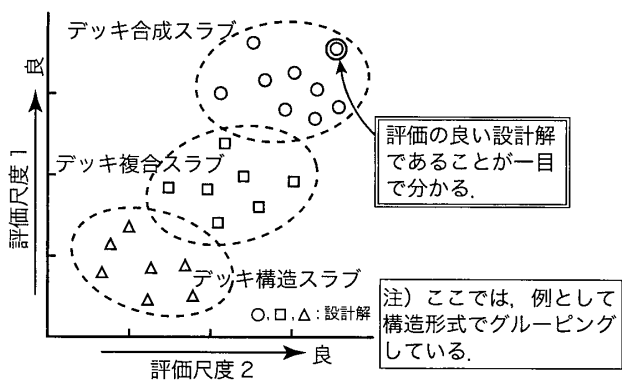 デッキ合成スラブ
良
評価の良い設計解
であることが一目
で分かる.
デッキ複合スラブ
評価尺度1
デッキ構造スラブ
○, □, △ : 設計解
注）ここでは, 例として
構造形式でグルーピング
している.
良
評価尺度2